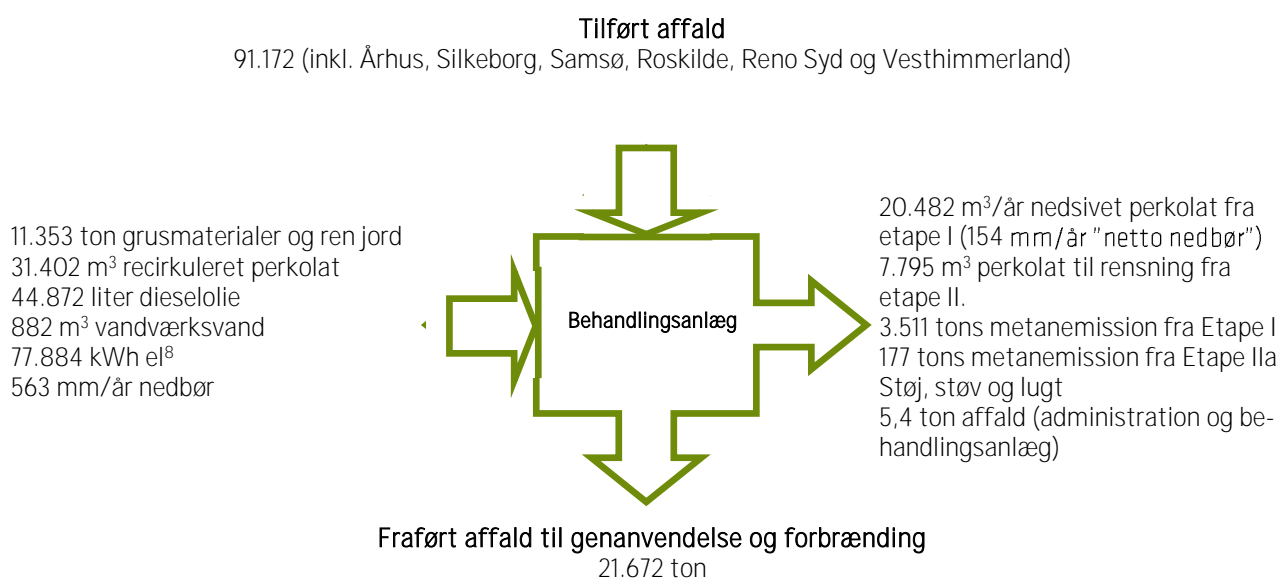 Tilført affald
91.172 (inkl. Århus, Silkeborg, Samsø, Roskilde, Reno Syd og Vesthimmerland)
11.353 ton grusmaterialer og ren jord
31.402 m³ recirkuleret perkolat
44.872 liter dieselolie
882 m³ vandværksvand
77.884 kWh el⁸
563 mm/år nedbør
Behandlingsanlæg
20.482 m³/år nedsivet perkolat fra
etape I (154 mm/år "netto nedbør")
7.795 m³ perkolat til rensning fra
etape II.
3.511 tons metanemission fra Etape I
177 tons metanemission fra Etape IIa
Støj, støv og lugt
5,4 ton affald (administration og be-
handlingsanlæg)
Fraført affald til genanvendelse og forbrænding
21.672 ton